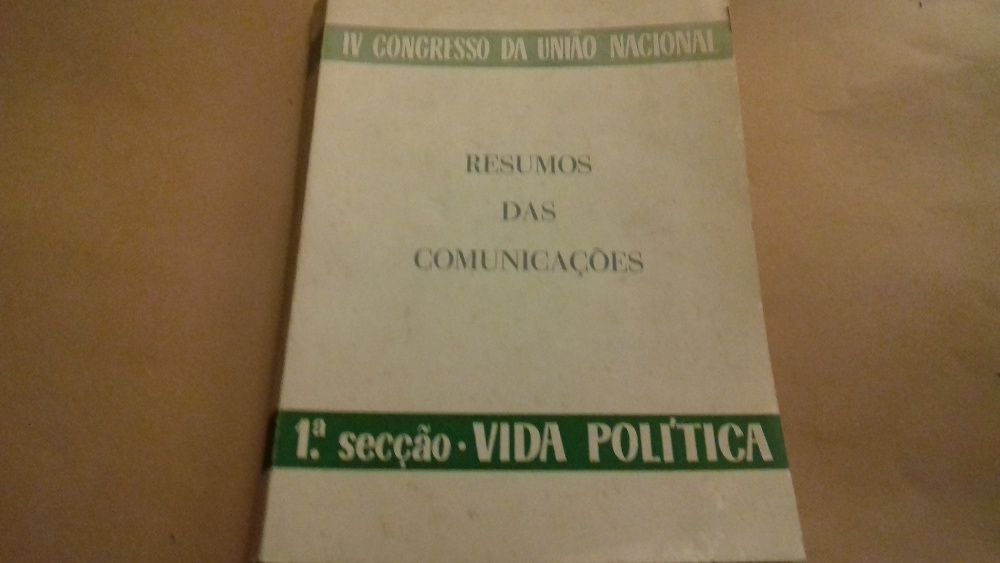 IV CONGRESSO DA UNIÃO NACIONAL
RESUMOS
DAS
COMUNICAÇÕES
1.ª secção · VIDA POLÍTICA